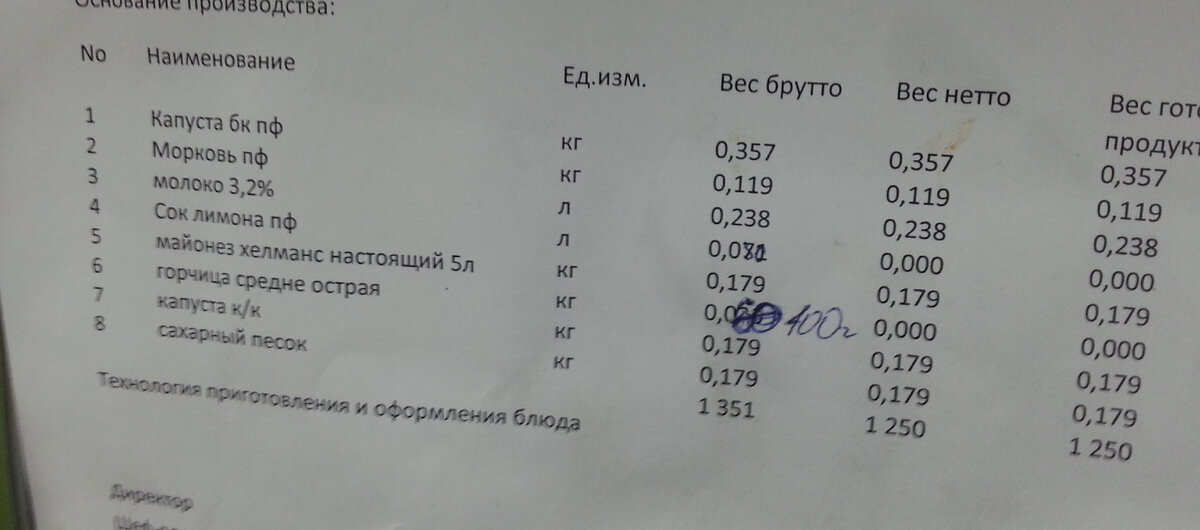 Основание производства:
No Наименование Ед.изм. Вес брутто Вес нетто Вес гото
продукт
1 Капуста бк пф кг 0,357 0,357 0,357
2 Морковь пф кг 0,119 0,119 0,119
3 молоко 3,2% л 0,238 0,238 0,238
4 Сок лимона пф л 0,000 0,000
5 майонез хелманс настоящий 5л кг 0,179 0,179 0,179
6 горчица средне острая кг 100г 0,000 0,000
7 капуста к/к кг 0,179 0,179 0,179
8 сахарный песок кг 0,179 0,179 0,179
1 351 1 250 1 250
Технология приготовления и оформления блюда
Директор